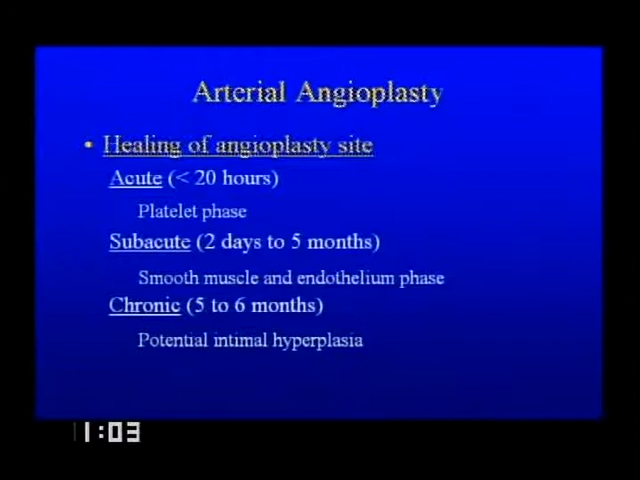 Arterial Angioplasty
• Healing of angioplasty site
Acute (< 20 hours)
Platelet phase
Subacute (2 days to 5 months)
Smooth muscle and endothelium phase
Chronic (5 to 6 months)
Potential intimal hyperplasia
1:03